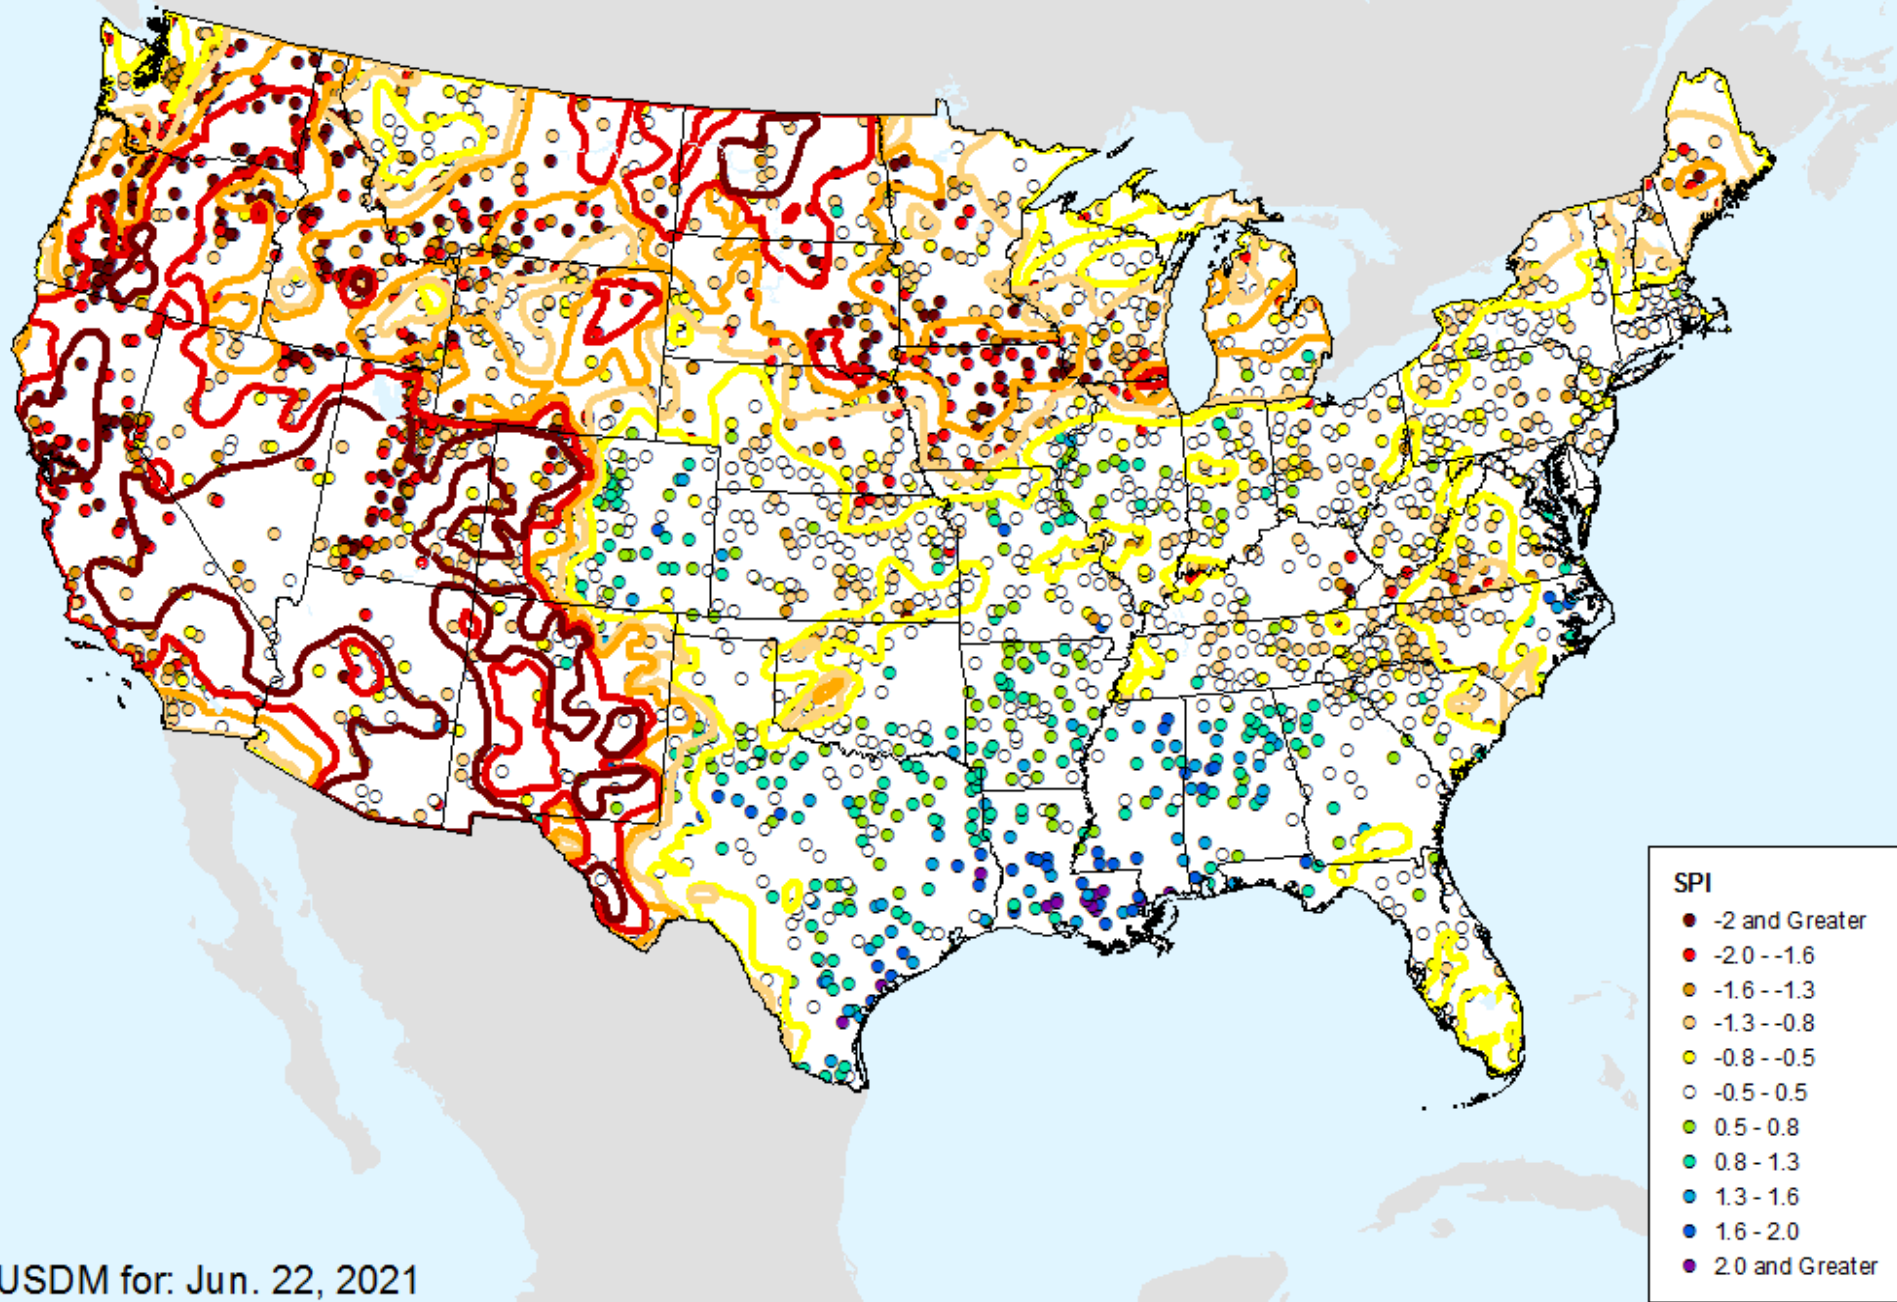 SPI
-2 and Greater
-2.0 - -1.6
-1.6 - -1.3
-1.3 - -0.8
-0.8 - -0.5
-0.5 - 0.5
0.5 - 0.8
0.8 - 1.3
1.3 - 1.6
1.6 - 2.0
2.0 and Greater
USDM for: Jun. 22, 2021